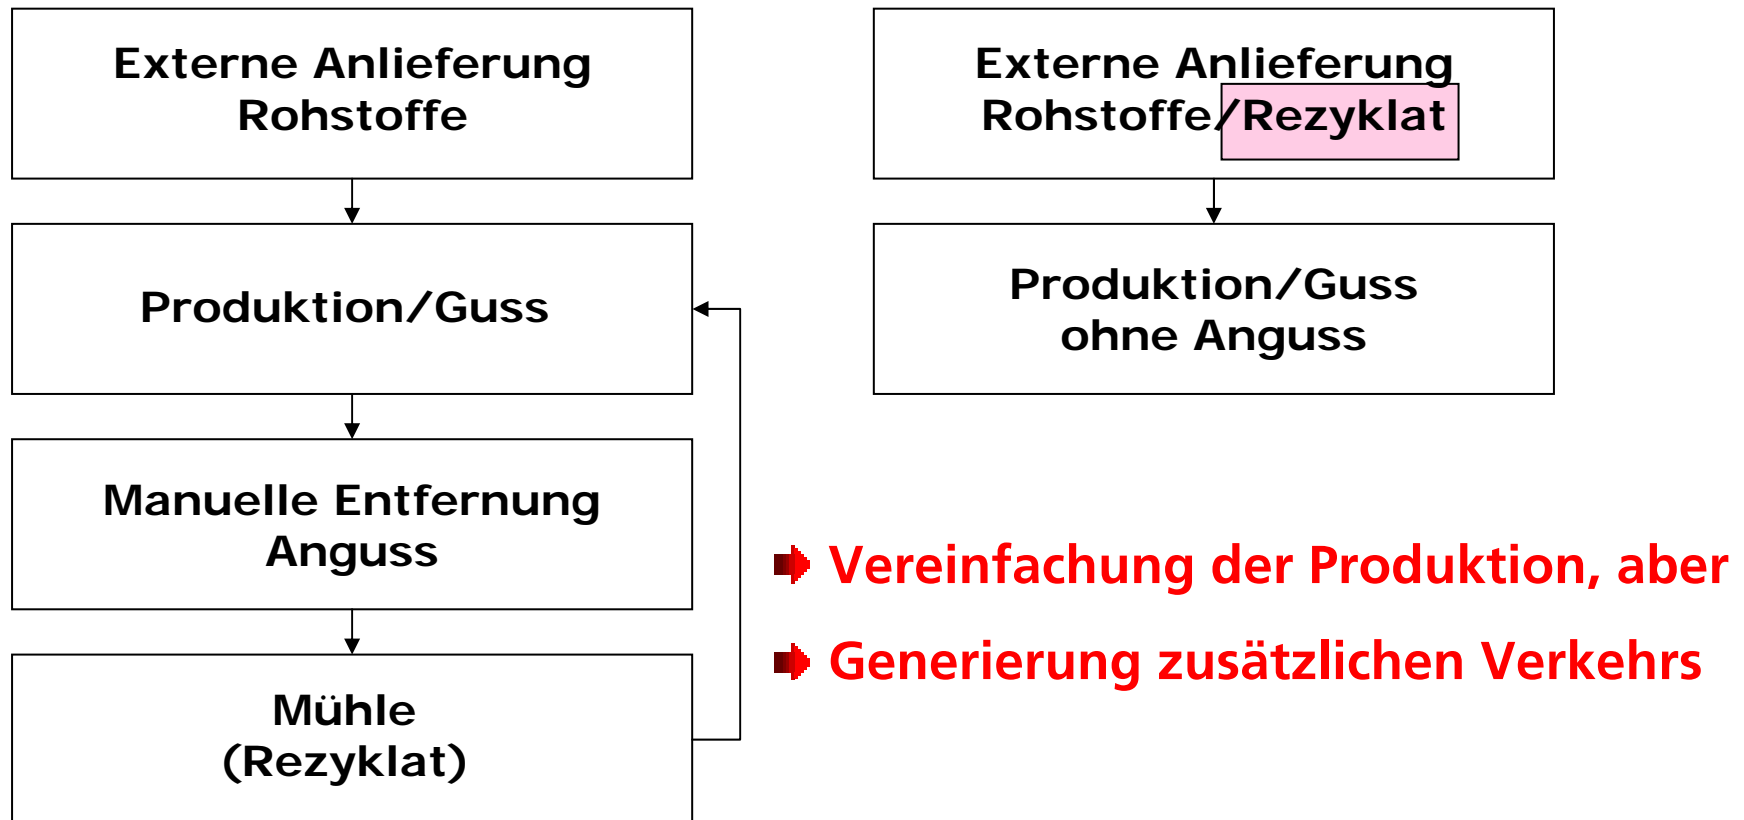 Externe Anlieferung
Rohstoffe
Produktion/Guss
Manuelle Entfernung
Anguss
Mühle
(Rezyklat)
Externe Anlieferung
Rohstoffe/Rezyklat
Produktion/Guss
ohne Anguss
Vereinfachung der Produktion, aber
Generierung zusätzlichen Verkehrs